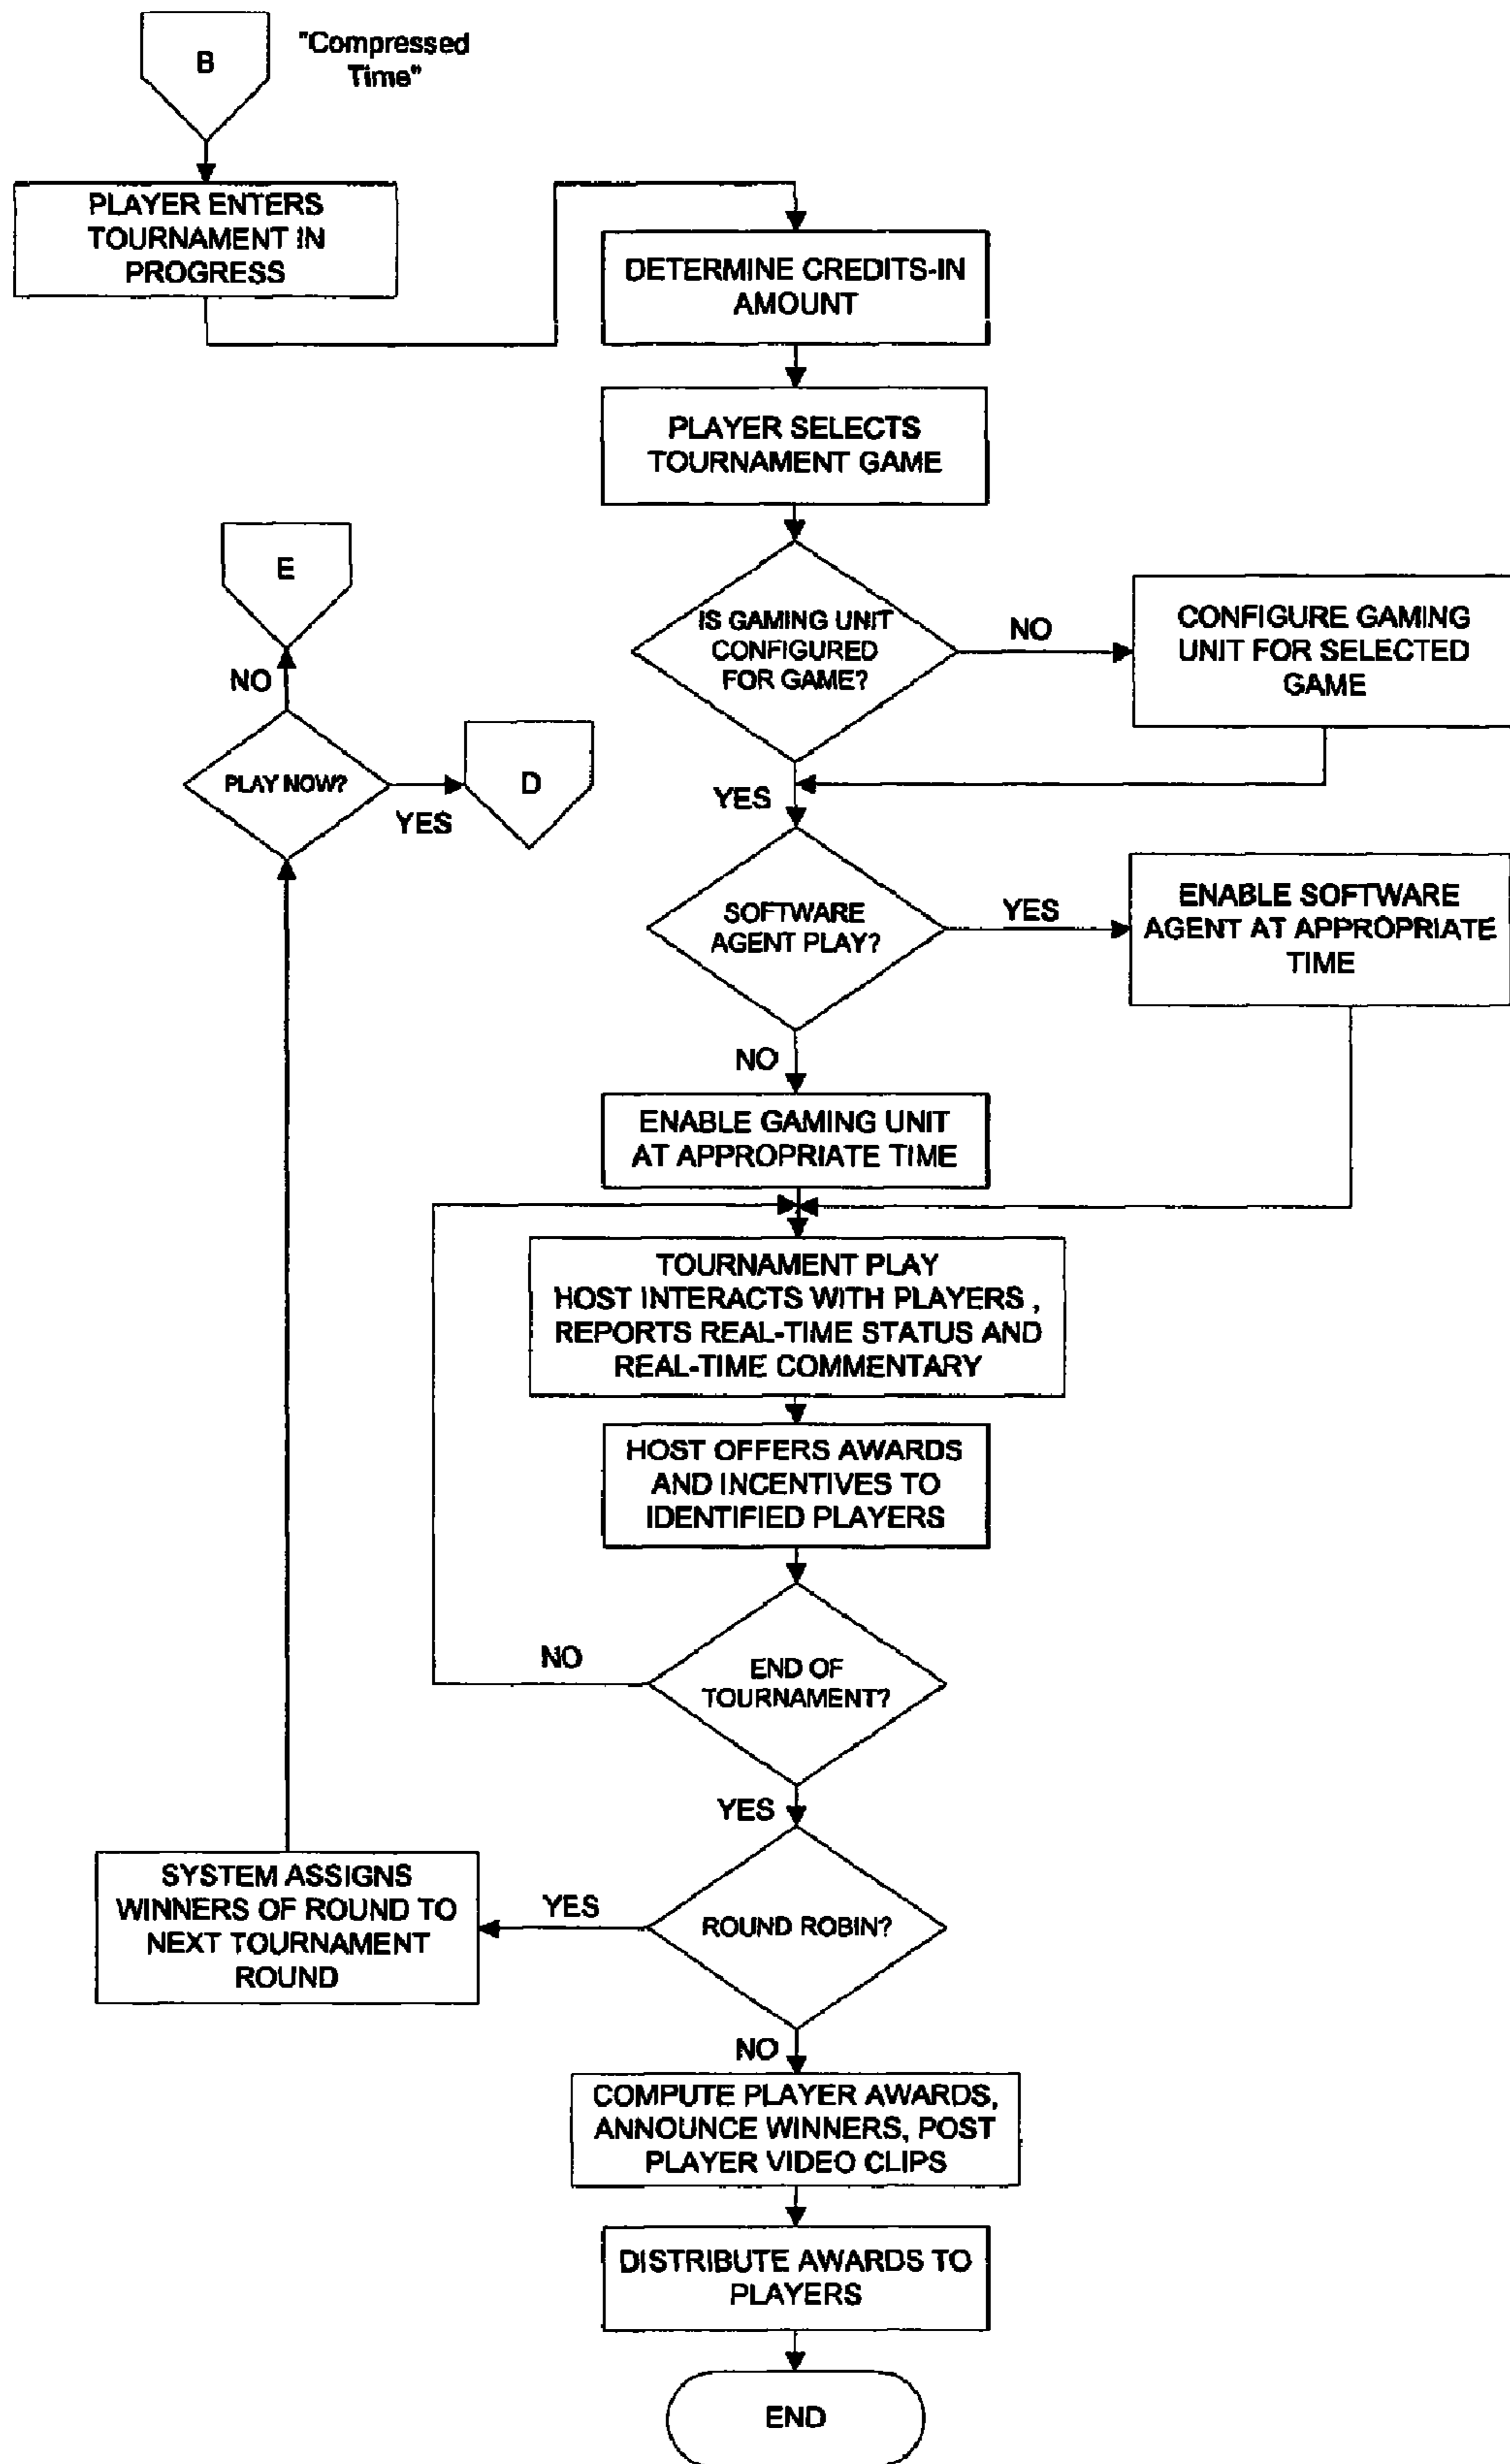 B
"Compressed
Time"
PLAYER ENTERS
TOURNAMENT IN
PROGRESS
DETERMINE CREDITS-IN
AMOUNT
PLAYER SELECTS
TOURNAMENT GAME
E
IS GAMING UNIT
CONFIGURED
FOR GAME?
NO
CONFIGURE GAMING
UNIT FOR SELECTED
GAME
NO
PLAY NOW?
YES
D
YES
SOFTWARE
AGENT PLAY?
YES
ENABLE SOFTWARE
AGENT AT APPROPRIATE
TIME
NO
ENABLE GAMING UNIT
AT APPROPRIATE TIME
TOURNAMENT PLAY
HOST INTERACTS WITH PLAYERS ,
REPORTS REAL-TIME STATUS AND
REAL-TIME COMMENTARY
HOST OFFERS AWARDS
AND INCENTIVES TO
IDENTIFIED PLAYERS
NO
END OF
TOURNAMENT?
YES
SYSTEM ASSIGNS
WINNERS OF ROUND TO
NEXT TOURNAMENT
ROUND
YES
ROUND ROBIN?
NO
COMPUTE PLAYER AWARDS,
ANNOUNCE WINNERS, POST
PLAYER VIDEO CLIPS
DISTRIBUTE AWARDS TO
PLAYERS
END